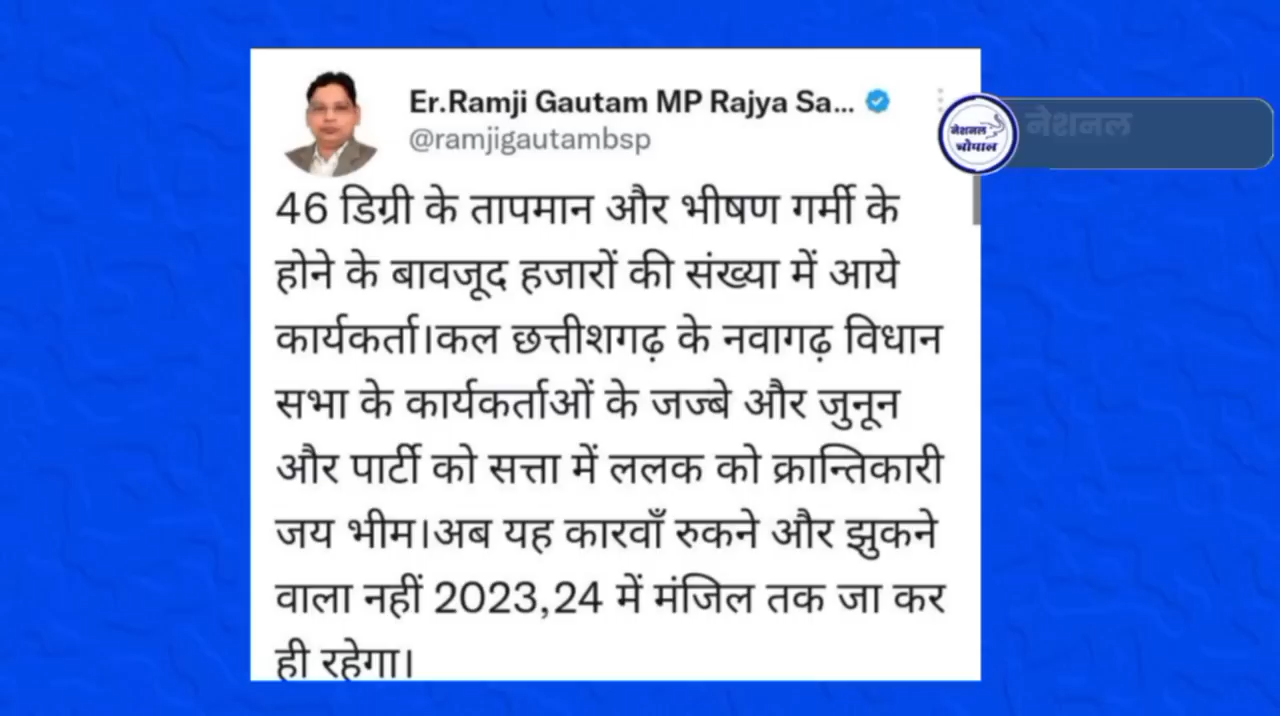 Er.Ramji Gautam MP Rajya Sa...
@ramjigautambsp
46 डिग्री के तापमान और भीषण गर्मी के
होने के बावजूद हजारों की संख्या में आये
कार्यकर्ता।कल छत्तीशगढ़ के नवागढ़ विधान
सभा के कार्यकर्ताओं के जज्बे और जुनून
और पार्टी को सत्ता में ललक को क्रान्तिकारी
जय भीम।अब यह कारवाँ रुकने और झुकने
वाला नहीं 2023,24 में मंजिल तक जा कर
ही रहेगा।
नेशनल
चोपाल
नेशनल